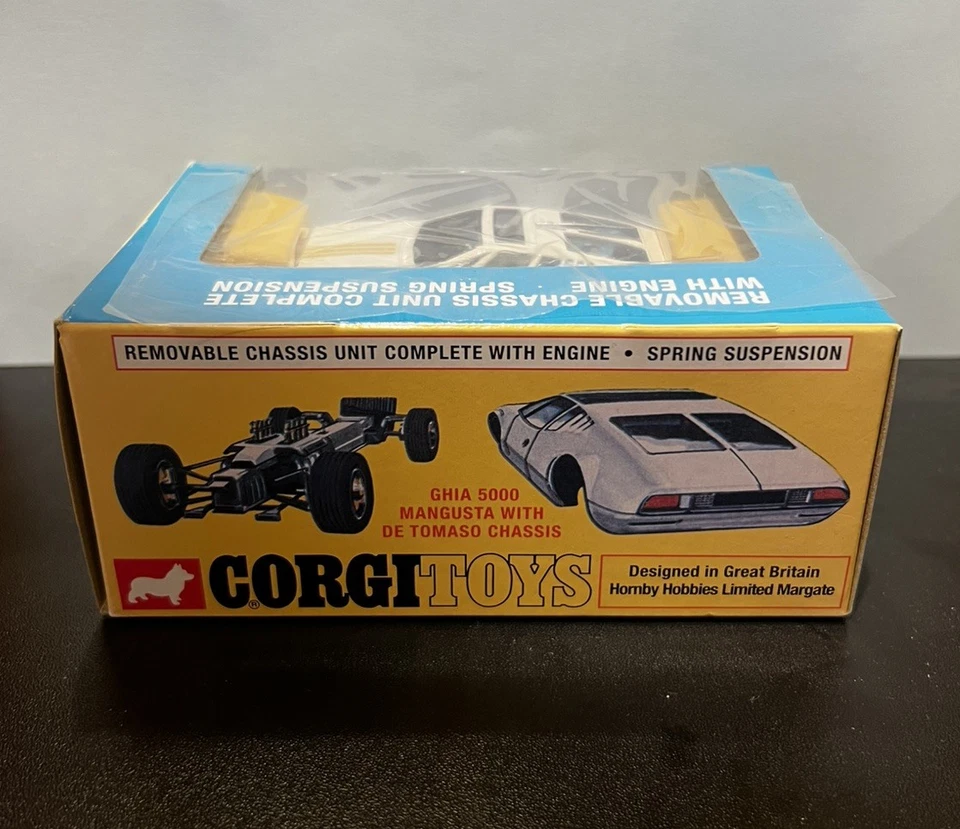 REMOVABLE CHASSIS UNIT COMPLETE
WITH ENGINE · SPRING SUSPENSION
REMOVABLE CHASSIS UNIT COMPLETE WITH ENGINE • SPRING SUSPENSION
GHIA 5000
MANGUSTA WITH
DE TOMASO CHASSIS
CORGI TOYS
®
Designed in Great Britain
Hornby Hobbies Limited Margate